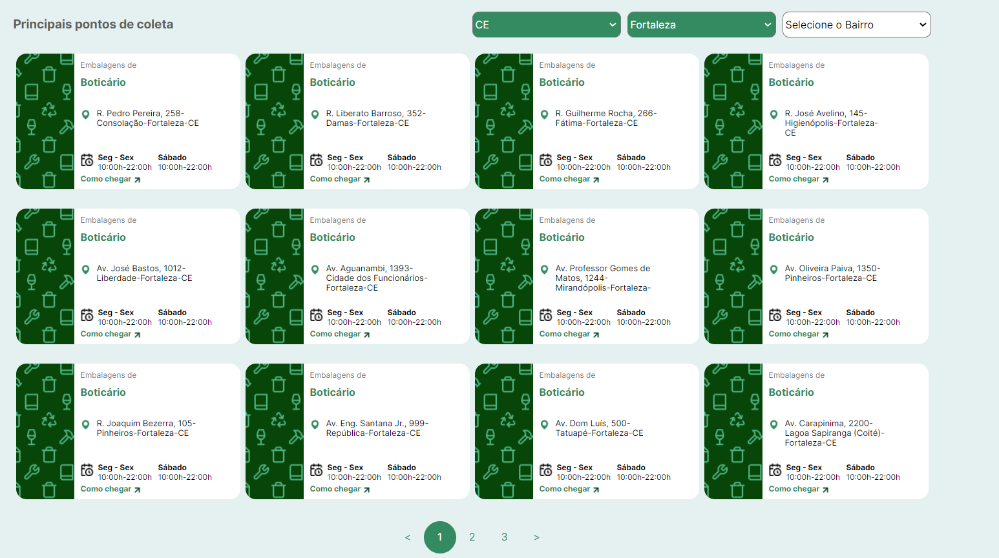 Principais pontos de coleta
CE
Fortaleza
Selecione o Bairro
Embalagens de
Boticário
R. Pedro Pereira, 258-
Consolação-Fortaleza-CE
Seg - Sex
Sábado
10:00h-22:00h
10:00h-22:00h
Como chegar
Embalagens de
Boticário
R. Liberato Barroso, 352-
Damas-Fortaleza-CE
Seg - Sex
Sábado
10:00h-22:00h
10:00h-22:00h
Como chegar
Embalagens de
Boticário
R. Guilherme Rocha, 266-
Fátima-Fortaleza-CE
Seg - Sex
Sábado
10:00h-22:00h
10:00h-22:00h
Como chegar
Embalagens de
Boticário
R. José Avelino, 145-
Higienópolis-Fortaleza-
CE
Seg - Sex
Sábado
10:00h-22:00h
10:00h-22:00h
Como chegar
Embalagens de
Boticário
Av. José Bastos, 1012-
Liberdade-Fortaleza-CE
Seg - Sex
Sábado
10:00h-22:00h
10:00h-22:00h
Como chegar
Embalagens de
Boticário
Av. Aguanambi, 1393-
Cidade dos Funcionários-
Fortaleza-CE
Seg - Sex
Sábado
10:00h-22:00h
10:00h-22:00h
Como chegar
Embalagens de
Boticário
Av. Professor Gomes de
Matos, 1244-
Mirandópolis-Fortaleza-
Seg - Sex
Sábado
10:00h-22:00h
10:00h-22:00h
Como chegar
Embalagens de
Boticário
Av. Oliveira Paiva, 1350-
Pinheiros-Fortaleza-CE
Seg - Sex
Sábado
10:00h-22:00h
10:00h-22:00h
Como chegar
Embalagens de
Boticário
R. Joaquim Bezerra, 105-
Pinheiros-Fortaleza-CE
Seg - Sex
Sábado
10:00h-22:00h
10:00h-22:00h
Como chegar
Embalagens de
Boticário
Av. Eng. Santana Jr., 999-
República-Fortaleza-CE
Seg - Sex
Sábado
10:00h-22:00h
10:00h-22:00h
Como chegar
Embalagens de
Boticário
Av. Dom Luís, 500-
Tatuapé-Fortaleza-CE
Seg - Sex
Sábado
10:00h-22:00h
10:00h-22:00h
Como chegar
Embalagens de
Boticário
Av. Carapinima, 2200-
Lagoa Sapiranga (Coité)-
Fortaleza-CE
Seg - Sex
Sábado
10:00h-22:00h
10:00h-22:00h
Como chegar
< 1 2 3 >